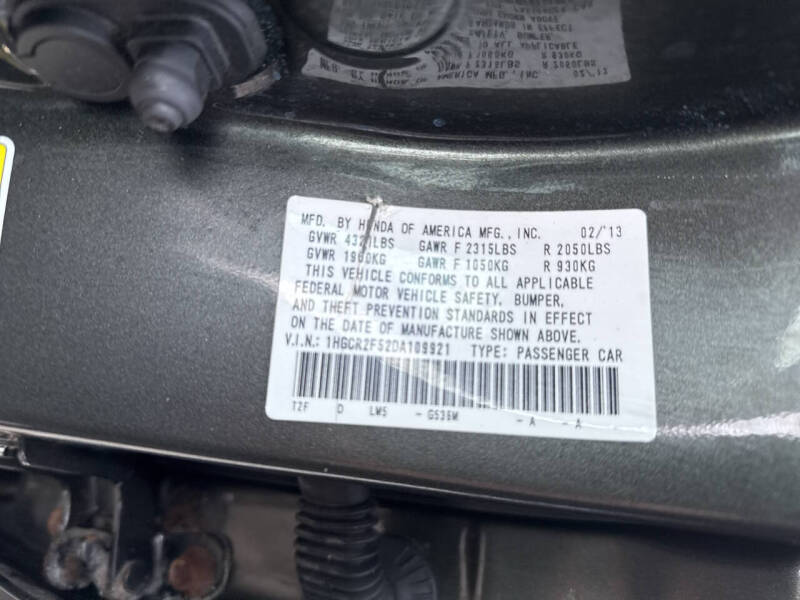 MFD. BY HONDA OF AMERICA MFG., INC. 02/'13
GVWR 4321LBS GAWR F 2315LBS R 2050LBS
GVWR 1960KG GAWR F 1050KG R 930KG
THIS VEHICLE CONFORMS TO ALL APPLICABLE
FEDERAL MOTOR VEHICLE SAFETY, BUMPER,
AND THEFT PREVENTION STANDARDS IN EFFECT
ON THE DATE OF MANUFACTURE SHOWN ABOVE.
V.I.N.: 1HGCR2F52DA109921 TYPE: PASSENGER CAR
TZF D LW5 - G536M - A - A